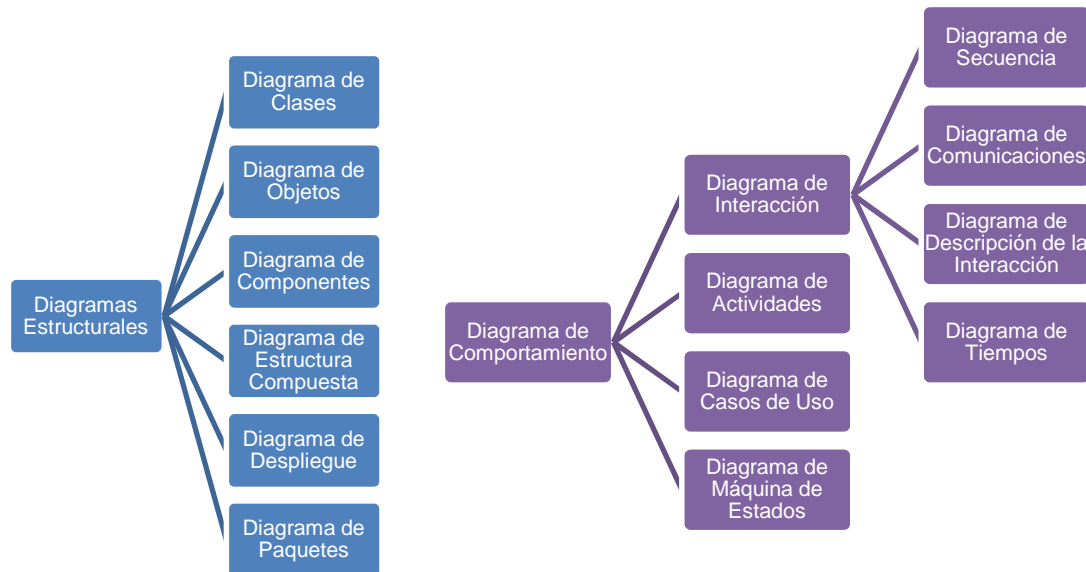 Diagramas
Estructurales
Diagrama de
Clases
Diagrama de
Objetos
Diagrama de
Componentes
Diagrama de
Estructura
Compuesta
Diagrama de
Despliegue
Diagrama de
Paquetes
Diagrama de
Comportamiento
Diagrama de
Interacción
Diagrama de
Actividades
Diagrama de
Casos de Uso
Diagrama de
Máquina de
Estados
Diagrama de
Secuencia
Diagrama de
Comunicaciones
Diagrama de
Descripción de la
Interacción
Diagrama de
Tiempos